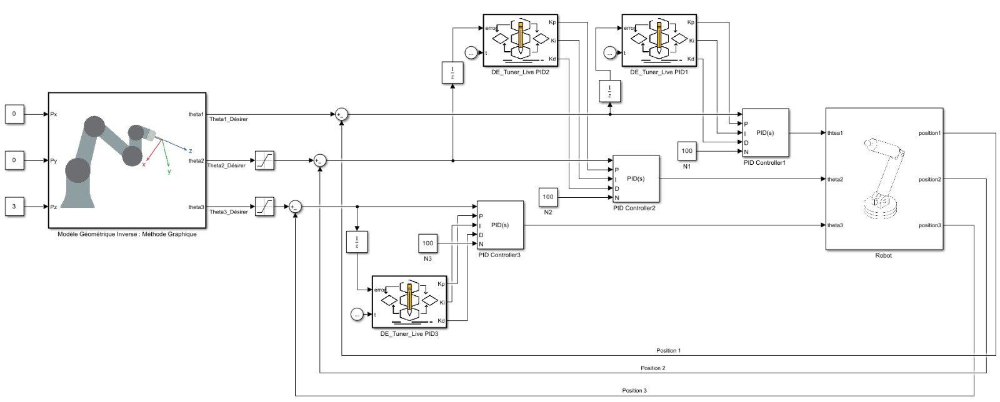 error
t
Kp
Ki
Kd
DE_Tuner_Live PID2
error
t
Kp
Ki
Kd
DE_Tuner_Live PID1
1
z
1
z
0
0
3
Px
Py
Pz
theta1
theta2
theta3
x
y
z
Modèle Géométrique Inverse : Méthode Graphique
Theta1_Désirer
Theta2_Désirer
Theta3_Désirer
+
−
+
−
+
−
P
I
D
N
PID(s)
PID Controller1
100
N1
P
I
D
N
PID(s)
PID Controller2
100
N2
P
I
D
N
PID(s)
PID Controller3
100
N3
thtea1
theta2
theta3
position1
position2
position3
Robot
1
z
error
...
t
Kp
Ki
Kd
DE_Tuner_Live PID3
...
...
Position 1
Position 2
Position 3